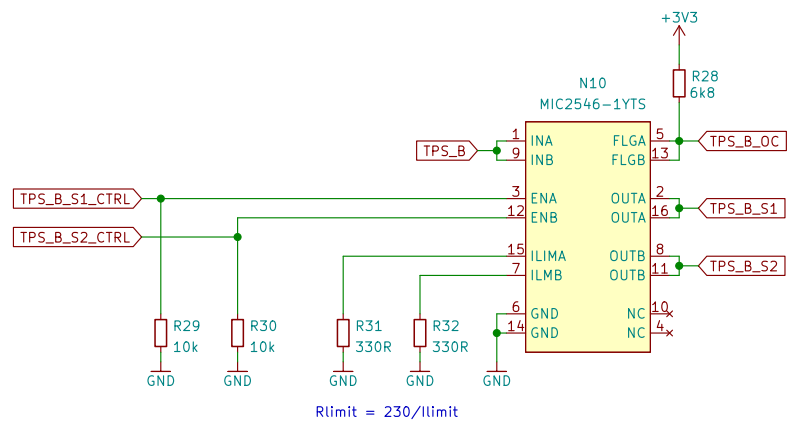 +3V3
R28
6k8
N10
MIC2546-1YTS
TPS_B
1 INA FLGA 5 TPS_B_OC
9 INB FLGB 13
TPS_B_S1_CTRL
3 ENA OUTA 2 TPS_B_S1
12 ENB OUTA 16
TPS_B_S2_CTRL
15 ILIMA OUTB 8 TPS_B_S2
7 ILMB OUTB 11
6 GND NC 10
14 GND NC 4
R29 R30 R31 R32
10k 10k 330R 330R
GND GND GND GND GND
Rlimit = 230/Ilimit